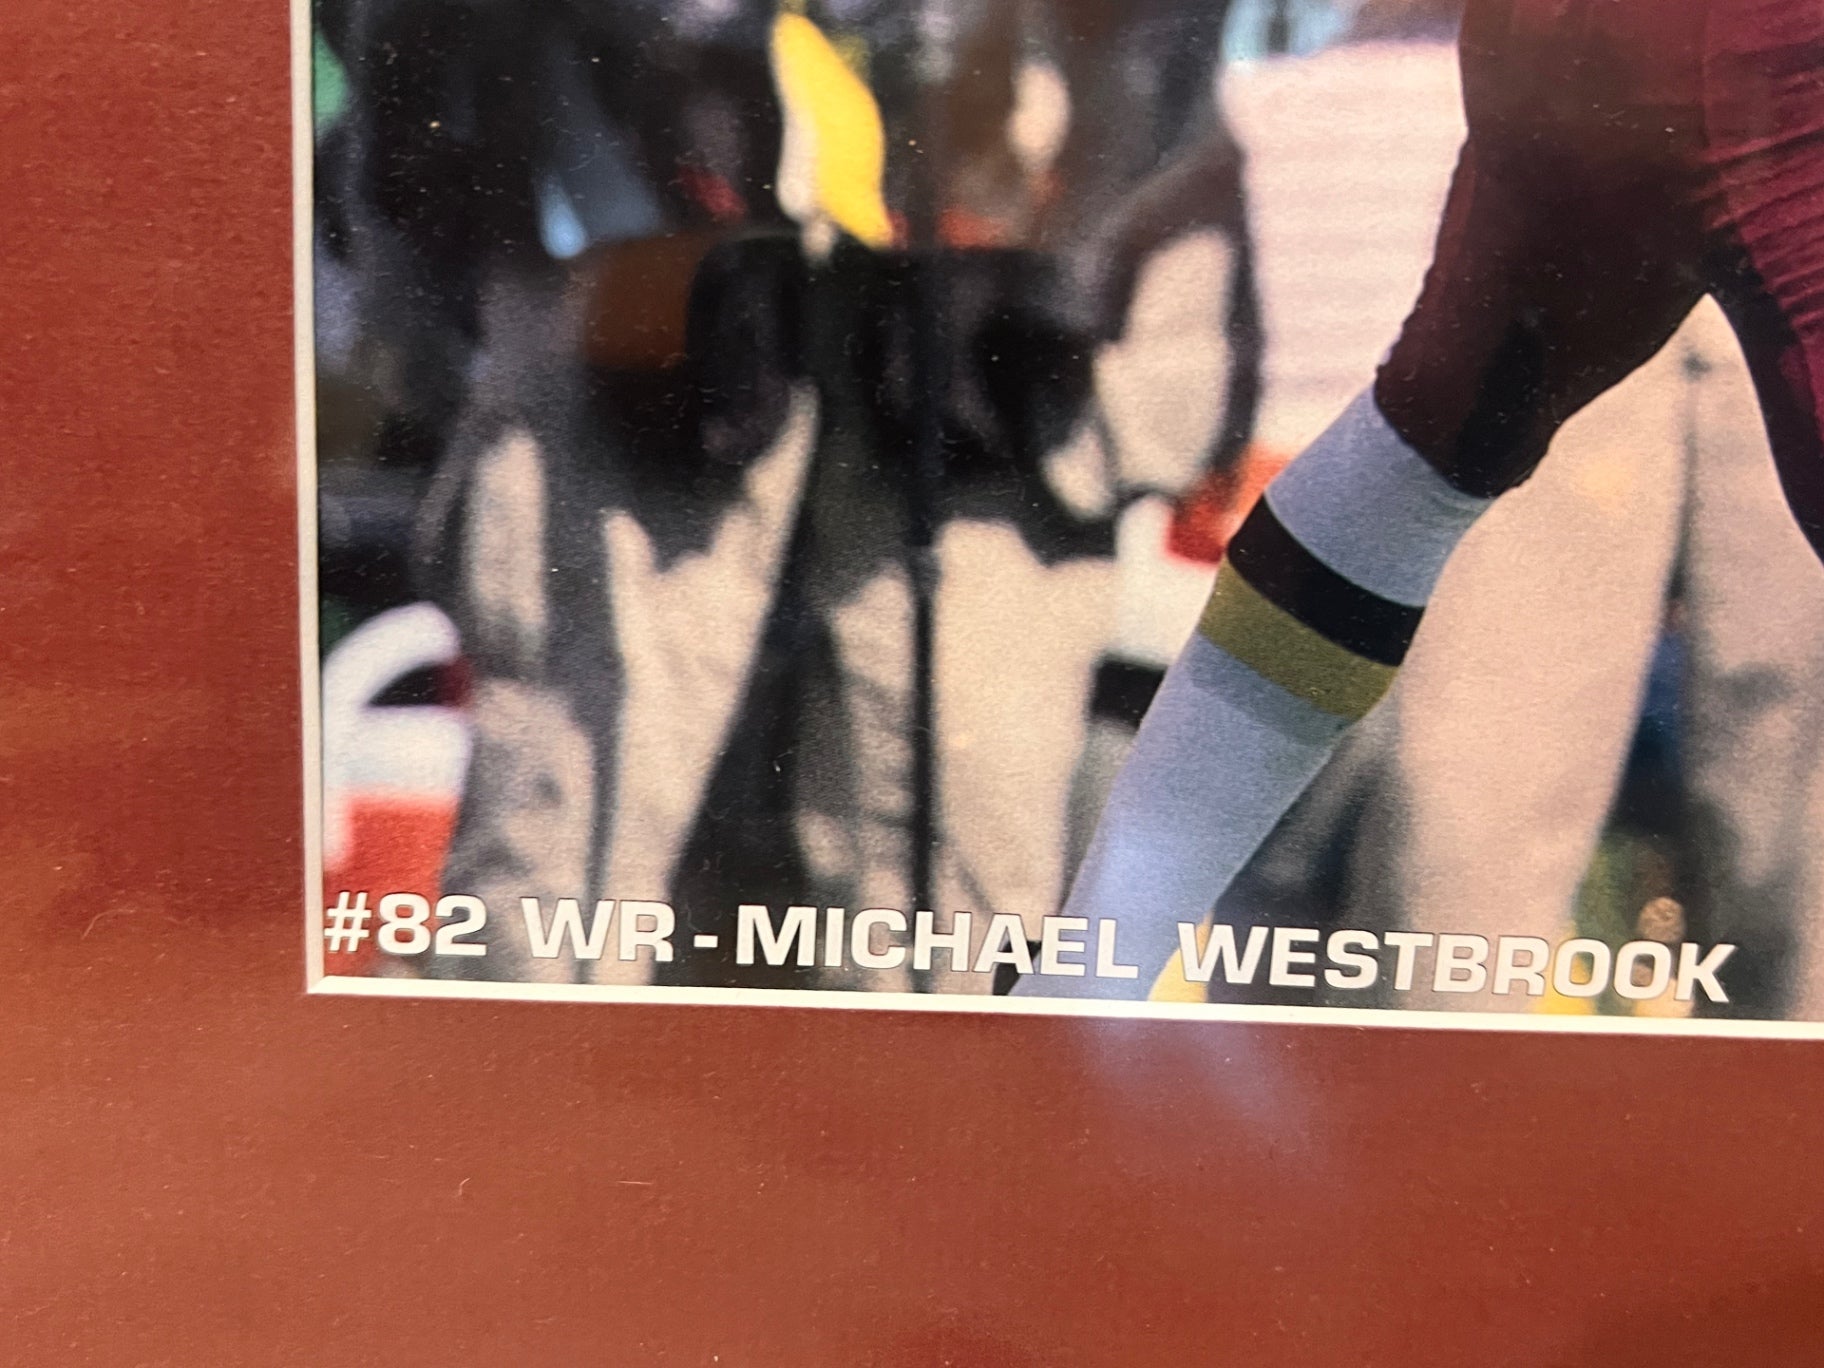 #82 WR - MICHAEL WESTBROOK